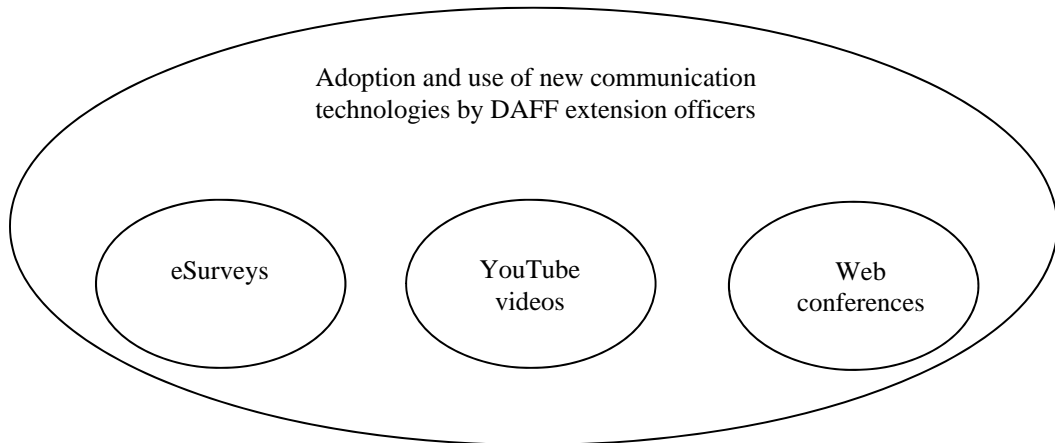 Adoption and use of new communication
technologies by DAFF extension officers
eSurveys
YouTube
videos
Web
conferences